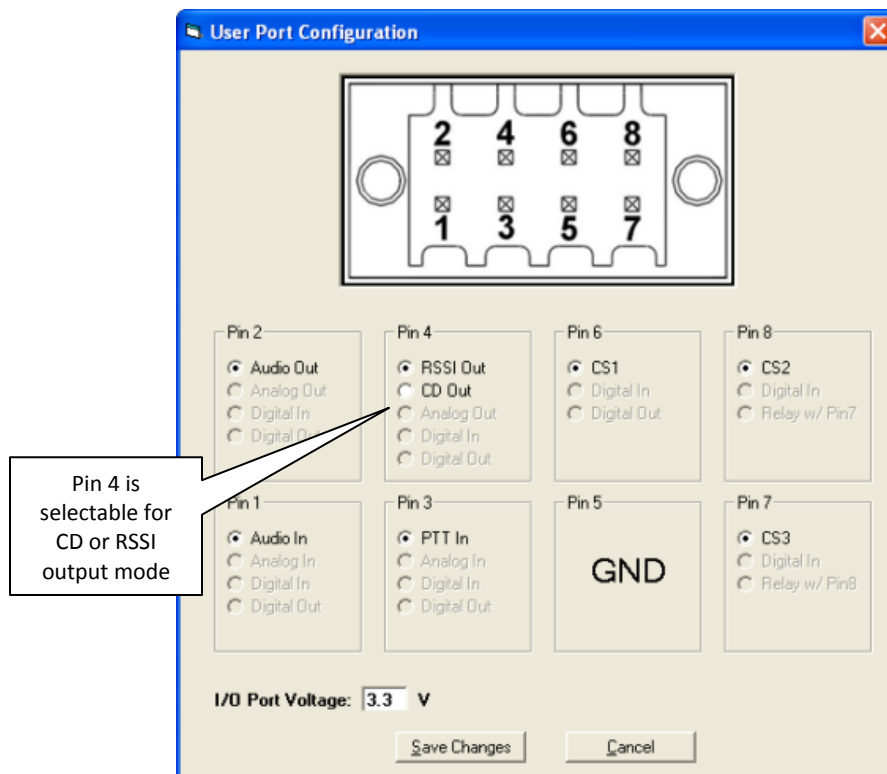 User Port Configuration
2 4 6 8
1 3 5 7
Pin 2
Audio Out
Analog Out
Digital In
Digital Out
Pin 4
RSSI Out
CD Out
Analog Out
Digital In
Digital Out
Pin 6
CS1
Digital In
Digital Out
Pin 8
CS2
Digital In
Relay w/ Pin7
Pin 4 is
selectable for
CD or RSSI
output mode
Pin 1
Audio In
Analog In
Digital In
Digital Out
Pin 3
PTT In
Analog In
Digital In
Digital Out
Pin 5
GND
Pin 7
CS3
Digital In
Relay w/ Pin8
I/O Port Voltage: 3.3 V
Save Changes
Cancel